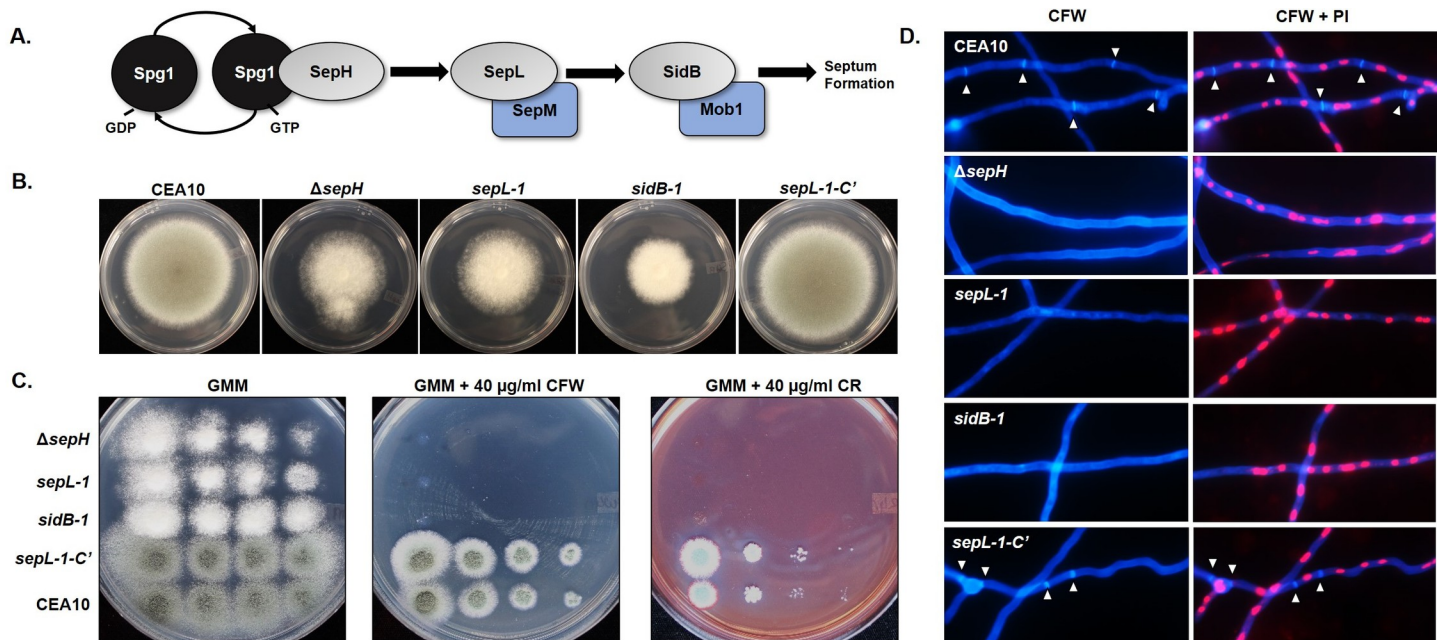 A.
Spg1
Spg1
SepH
SepL
SidB
Septum
Formation
GDP
GTP
SepM
Mob1
B.
CEA10
ΔsepH
sepL-1
sidB-1
sepL-1-C'
C.
GMM
GMM + 40 µg/ml CFW
GMM + 40 µg/ml CR
ΔsepH
sepL-1
sidB-1
sepL-1-C'
CEA10
D.
CFW
CFW + PI
CEA10
ΔsepH
sepL-1
sidB-1
sepL-1-C'